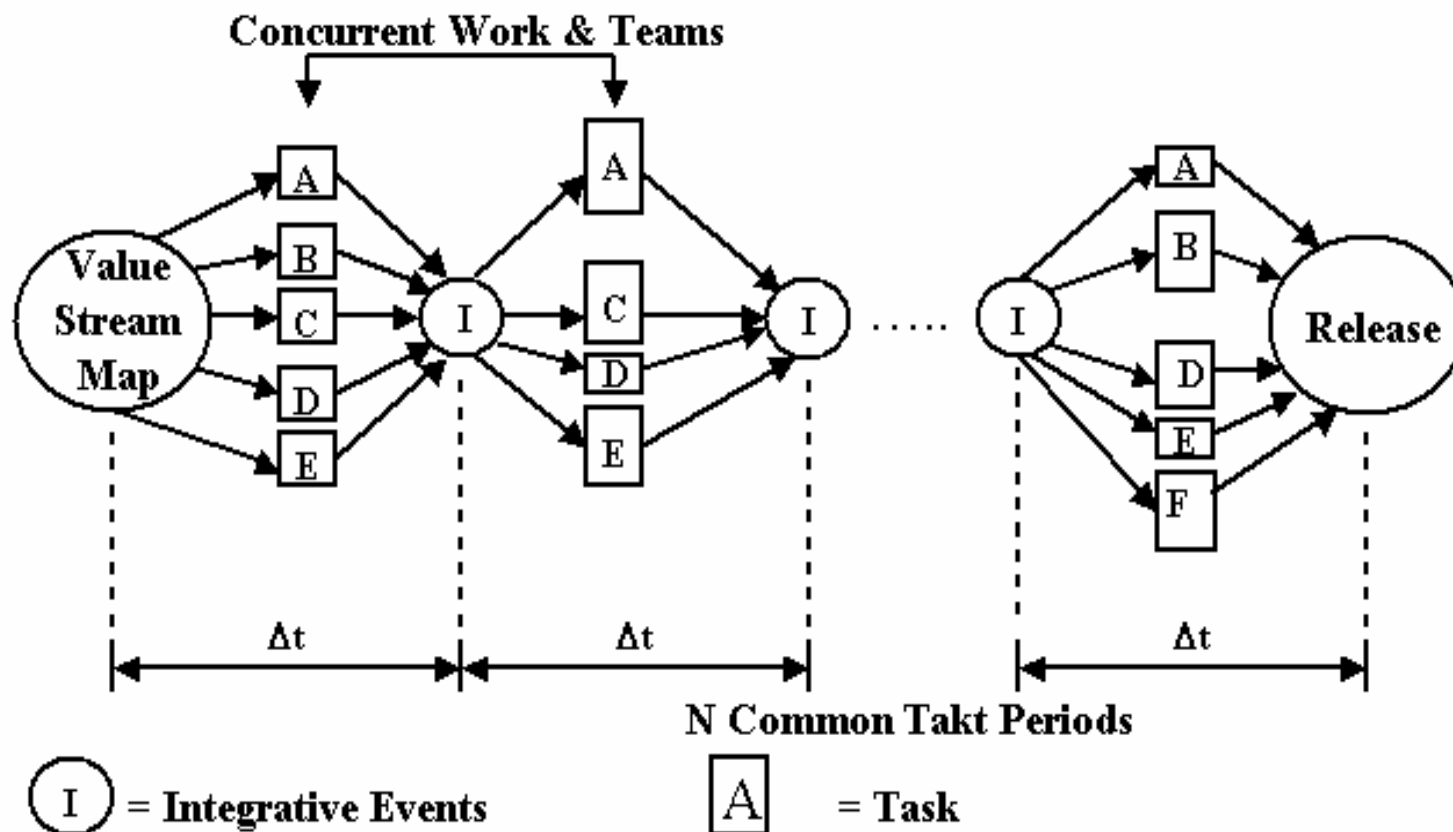 Concurrent Work & Teams
A
B
C
D
E
A
C
D
E
A
B
D
E
F
Value
Stream
Map
I
I
.....
I
Release
Δt
Δt
Δt
N Common Takt Periods
I = Integrative Events
A = Task